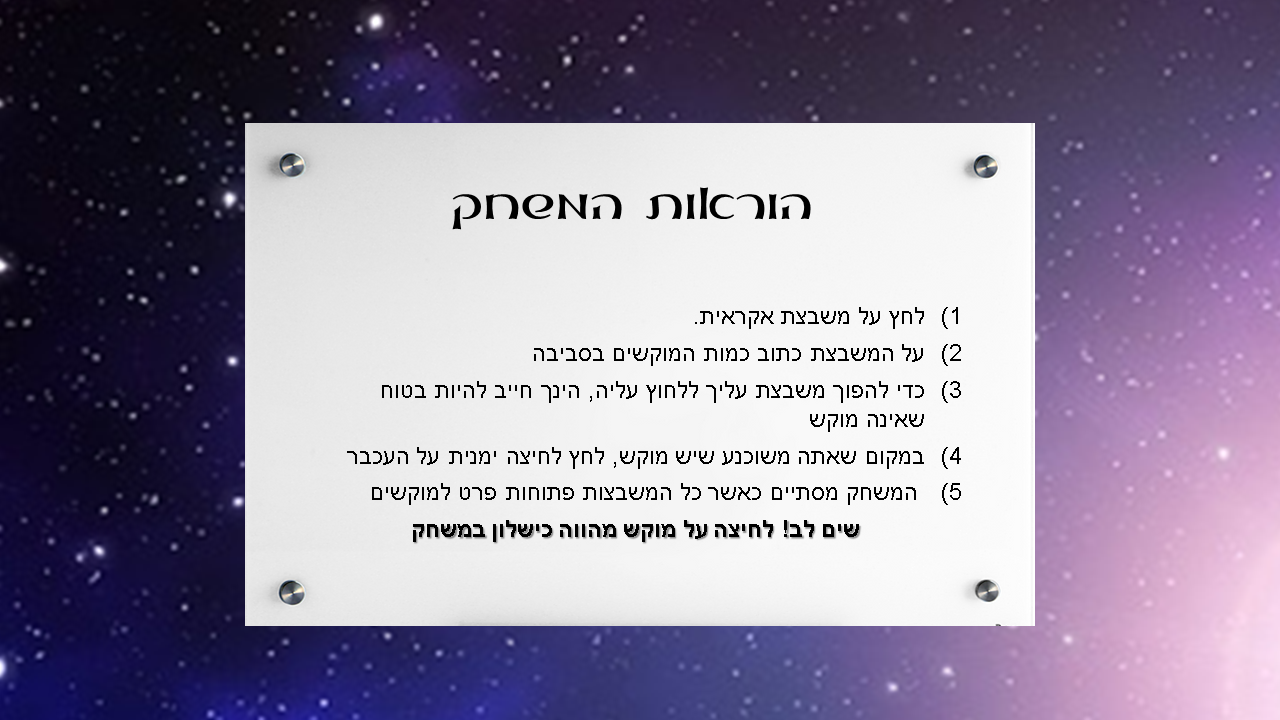 הוראות המשחק
1) לחץ על משבצת אקראית.
2) על המשבצת כתוב כמות המוקשים בסביבה
3) כדי להפוך משבצת עליך ללחוץ עליה, הינך חייב להיות בטוח
שאינה מוקש
4) במקום שאתה משוכנע שיש מוקש, לחץ לחיצה ימנית על העכבר
5) המשחק מסתיים כאשר כל המשבצות פתוחות פרט למוקשים
שים לב! לחיצה על מוקש מהווה כישלון במשחק